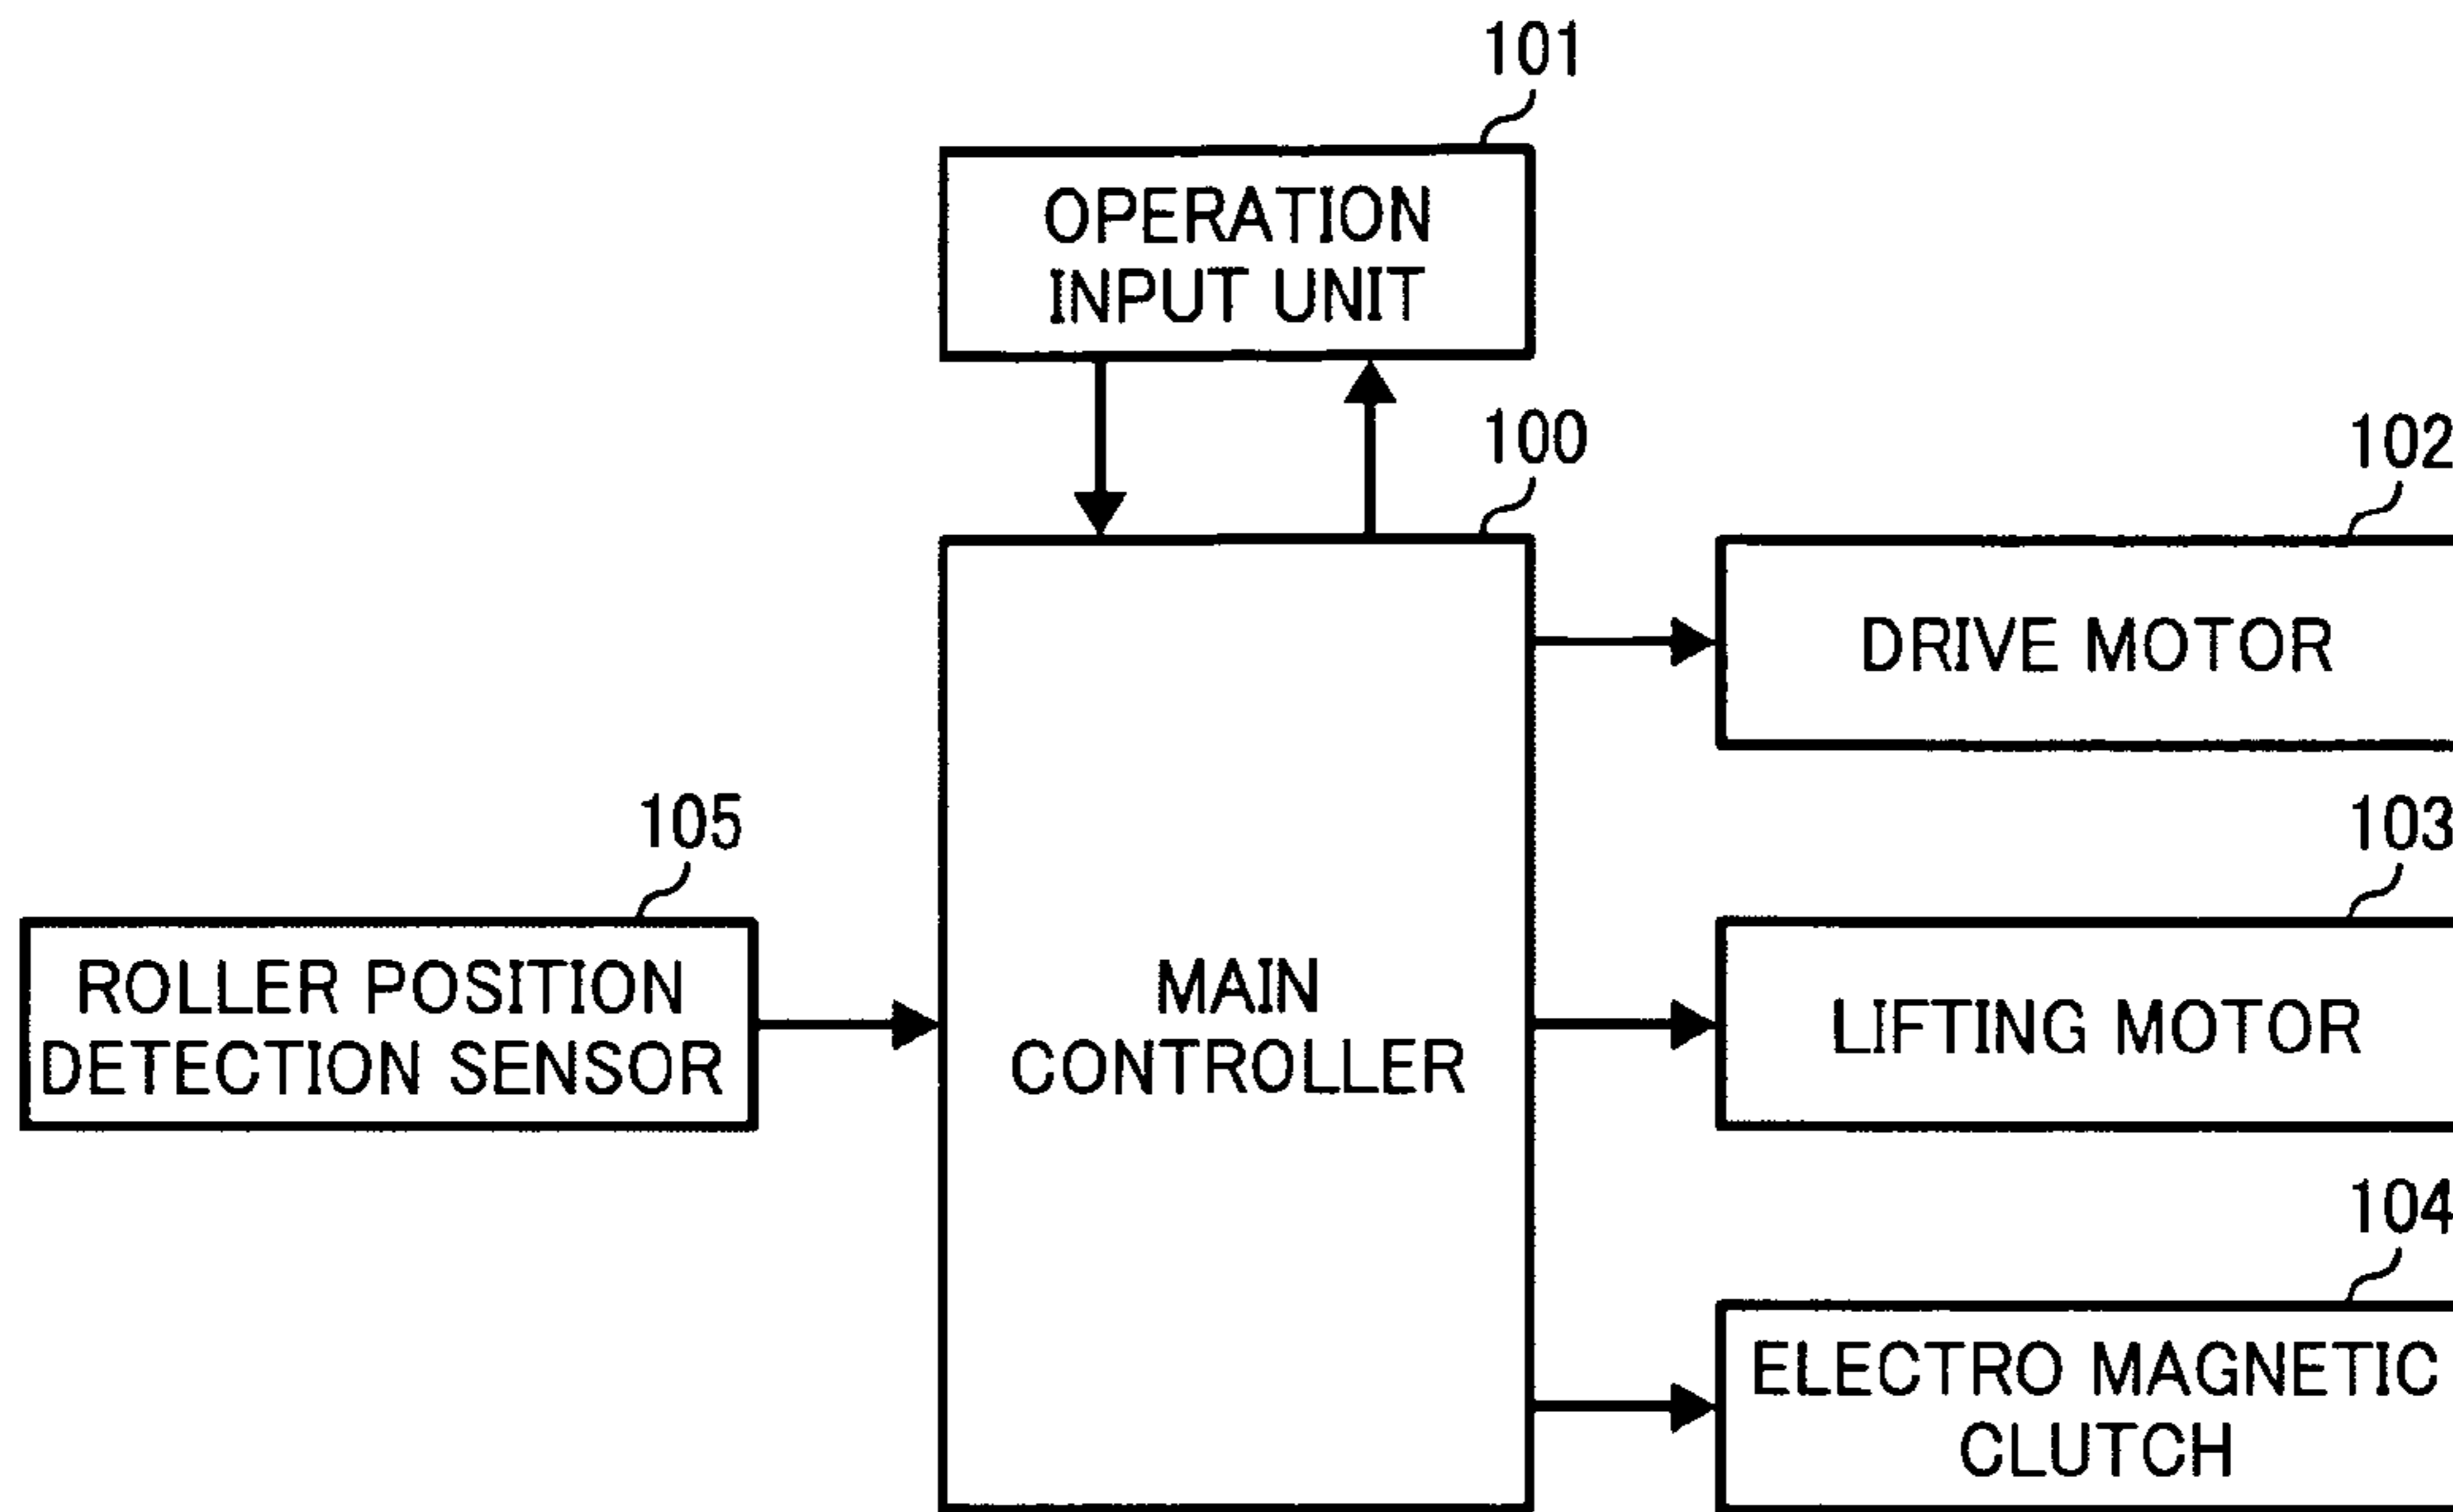 101
OPERATION
INPUT UNIT
100
102
DRIVE MOTOR
105
103
ROLLER POSITION
DETECTION SENSOR
MAIN
CONTROLLER
LIFTING MOTOR
104
ELECTRO MAGNETIC
CLUTCH